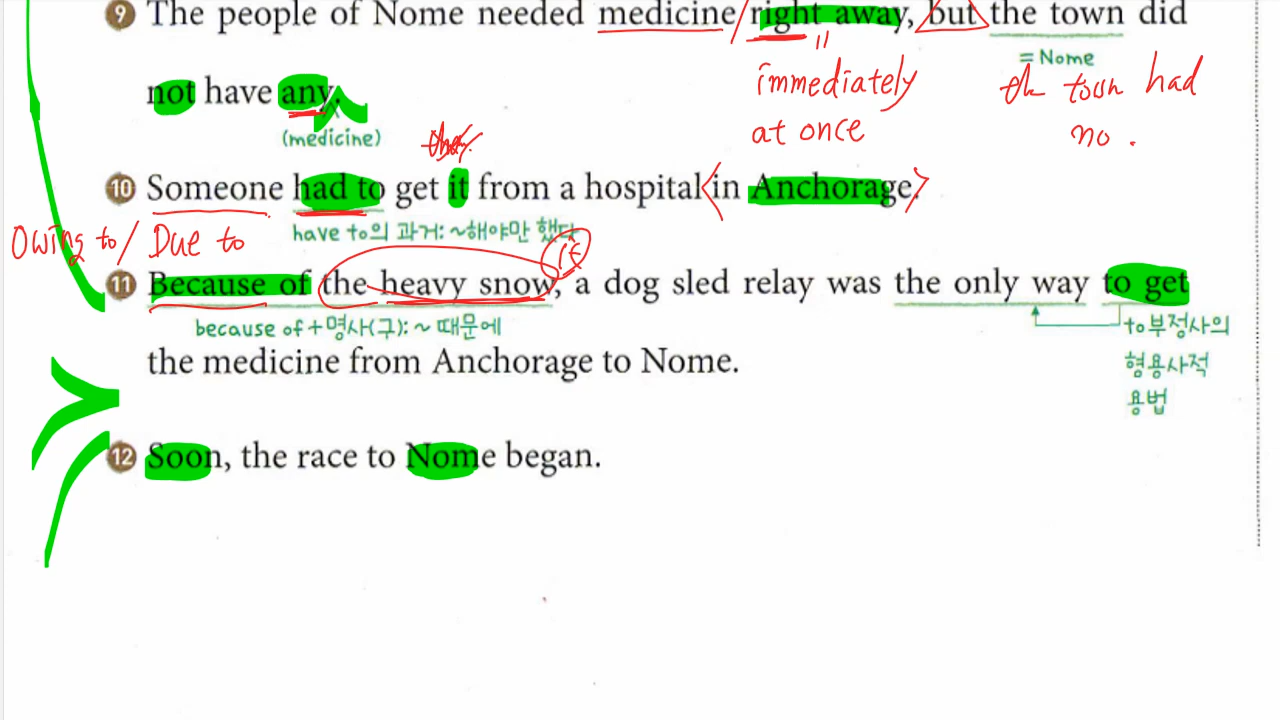 9 The people of Nome needed medicine / right away, but the town did
= Nome
immediately
the town had
not have any.
(medicine)
at once
no.
10 Someone had to get it from a hospital <in Anchorage.>
Owing to / Due to
have to의 과거: ~해야만 했다
it
11 Because of the heavy snow, a dog sled relay was the only way to get
because of+명사(구): ~ 때문에
to부정사의
형용사적
용법
the medicine from Anchorage to Nome.
12 Soon, the race to Nome began.